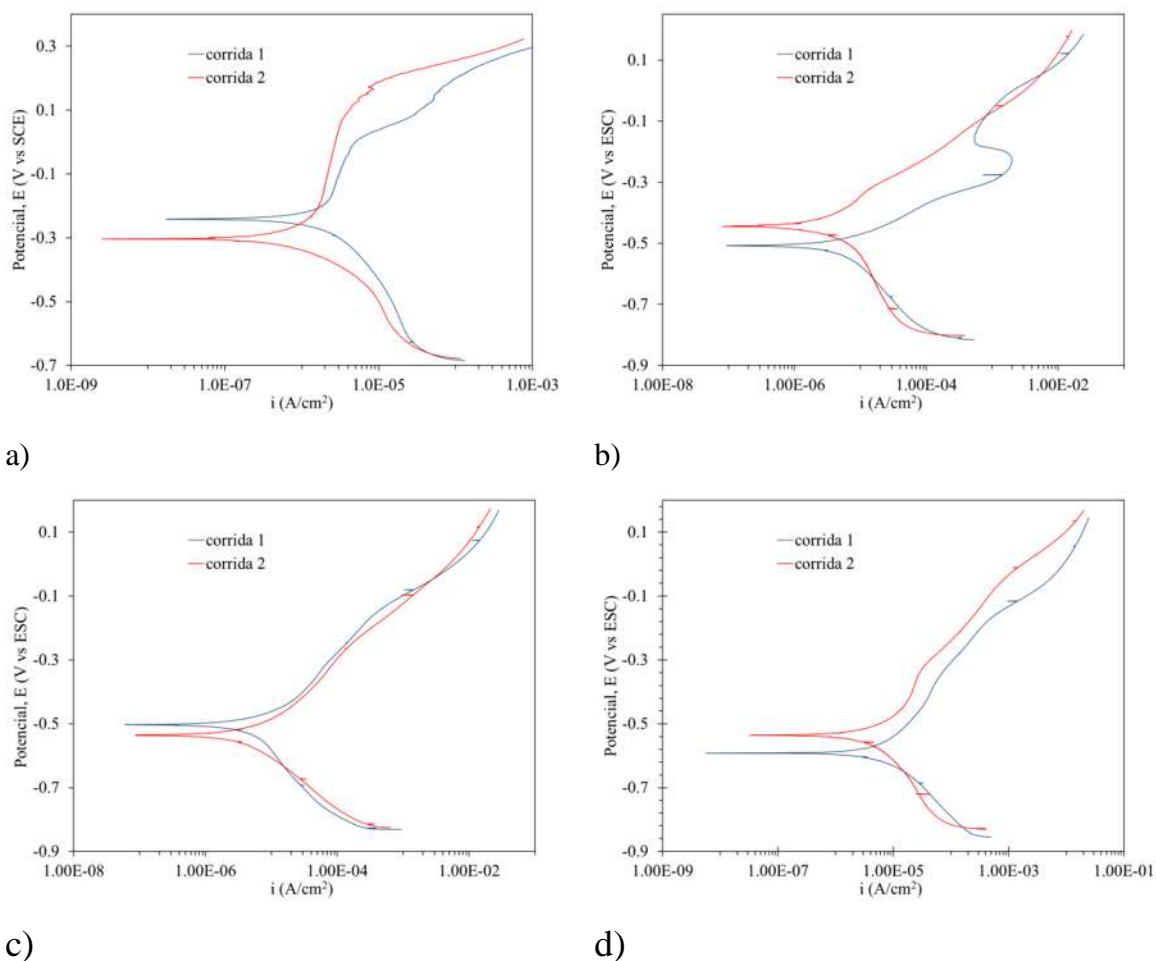 0.3
0.1
-0.1
-0.3
-0.5
-0.7
Potencial, E (V vs SCE)
corrida 1
corrida 2
1.0E-09 1.0E-07 1.0E-05 1.0E-03
i (A/cm²)
a)
0.1
-0.1
-0.3
-0.5
-0.7
-0.9
Potencial, E (V vs ESC)
corrida 1
corrida 2
1.00E-08 1.00E-06 1.00E-04 1.00E-02
i (A/cm²)
b)
0.1
-0.1
-0.3
-0.5
-0.7
-0.9
Potencial, E (V vs ESC)
corrida 1
corrida 2
1.00E-08 1.00E-06 1.00E-04 1.00E-02
i (A/cm²)
c)
0.1
-0.1
-0.3
-0.5
-0.7
-0.9
Potencial, E (V vs ESC)
corrida 1
corrida 2
1.00E-09 1.00E-07 1.00E-05 1.00E-03 1.00E-01
i (A/cm²)
d)